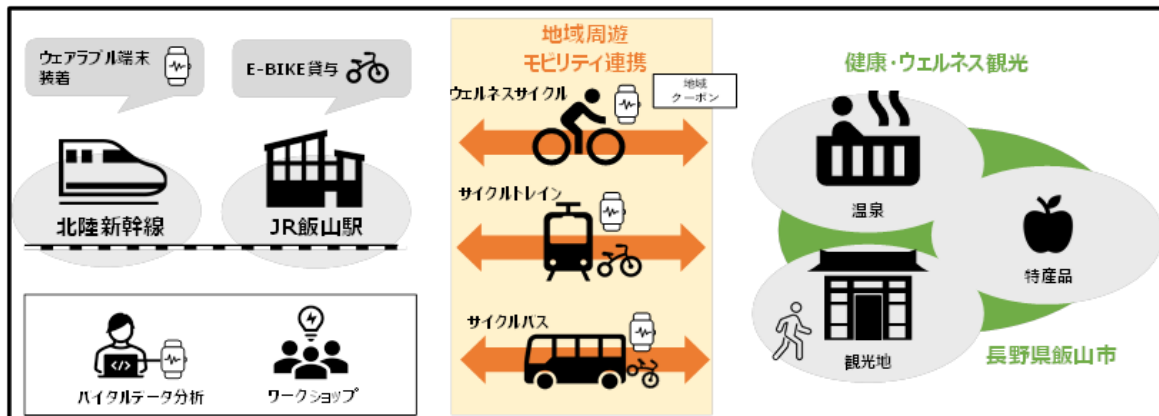 ウェアラブル端末
装着
E-BIKE貸与
北陸新幹線
JR飯山駅
バイタルデータ分析
ワークショップ
地域周遊
モビリティ連携
地域
クーポン
ウェルネスサイクル
サイクルトレイン
サイクルバス
健康・ウェルネス観光
温泉
特産品
観光地
長野県飯山市